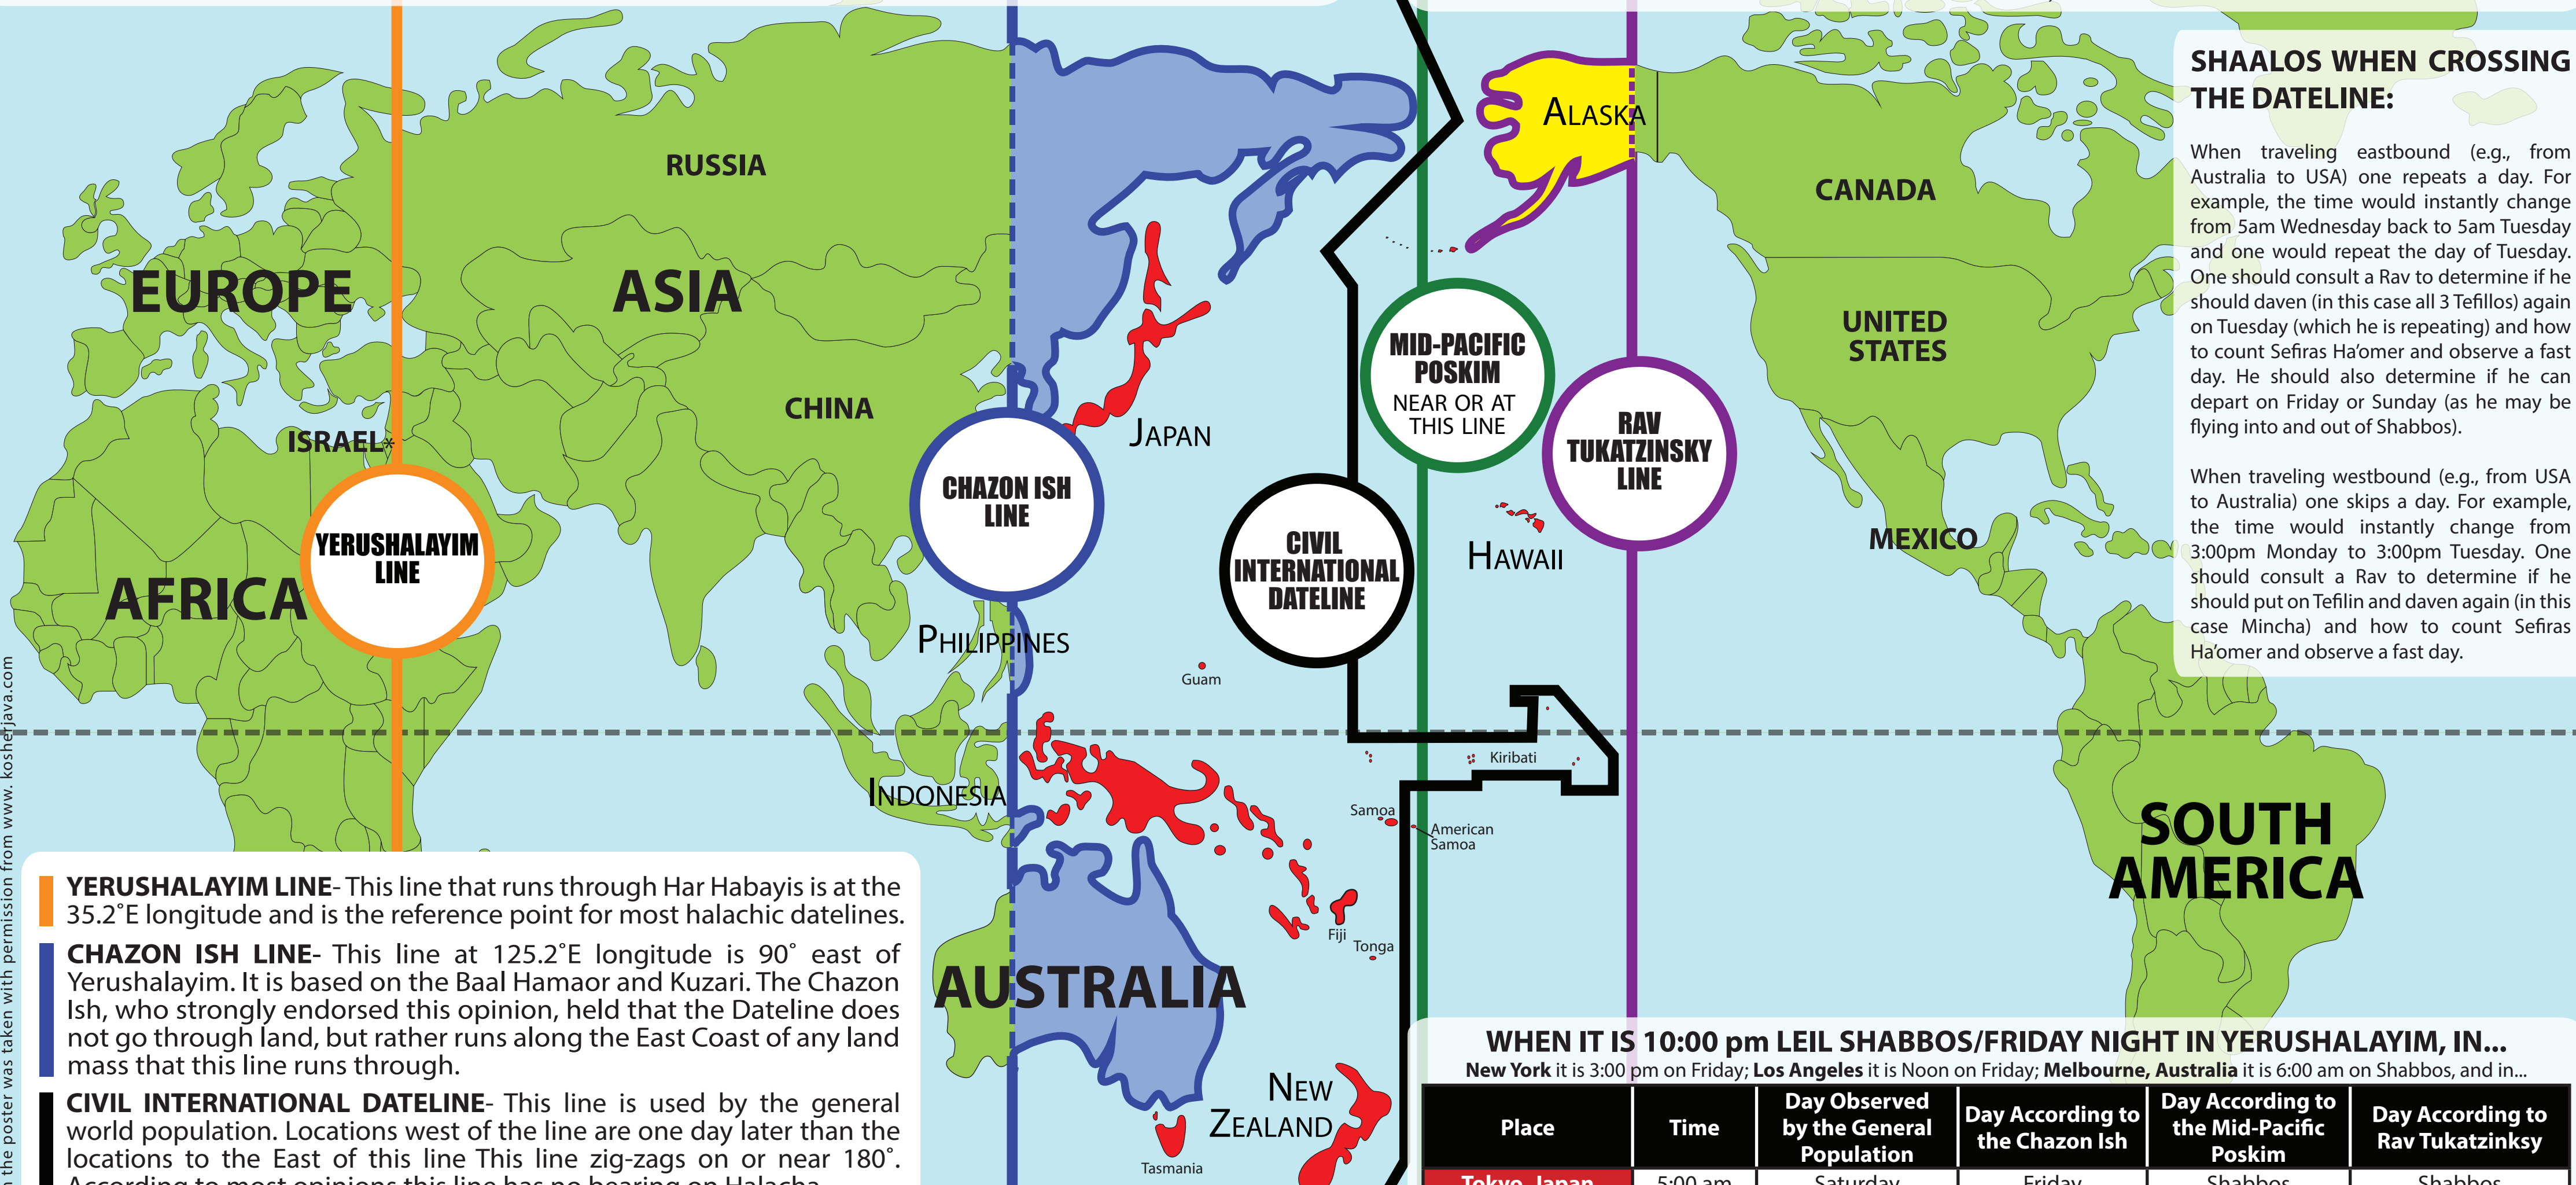 SHAALOS WHEN CROSSING
THE DATELINE:
When traveling eastbound (e.g., from
Australia to USA) one repeats a day. For
example, the time would instantly change
from 5am Wednesday back to 5am Tuesday
and one would repeat the day of Tuesday.
One should consult a Rav to determine if he
should daven (in this case all 3 Tefillos) again
on Tuesday (which he is repeating) and how
to count Sefiras Ha'omer and observe a fast
day. He should also determine if he can
depart on Friday or Sunday (as he may be
flying into and out of Shabbos).
When traveling westbound (e.g., from USA
to Australia) one skips a day. For example,
the time would instantly change from
3:00pm Monday to 3:00pm Tuesday. One
should consult a Rav to determine if he
should put on Tefilin and daven again (in this
case Mincha) and how to count Sefiras
Ha'omer and observe a fast day.
RUSSIA
ALASKA
CANADA
EUROPE
ASIA
UNITED
STATES
MID-PACIFIC
POSKIM
NEAR OR AT
THIS LINE
CHINA
JAPAN
ISRAEL*
RAV
TUKATZINSKY
LINE
CHAZON ISH
LINE
YERUSHALAYIM
LINE
CIVIL
INTERNATIONAL
DATELINE
HAWAII
MEXICO
AFRICA
PHILIPPINES
Guam
Kiribati
INDONESIA
Samoa
American
Samoa
SOUTH
AMERICA
Fiji
Tonga
AUSTRALIA
NEW
ZEALAND
Tasmania
the poster was taken with permission from www. kosherjava.com
YERUSHALAYIM LINE- This line that runs through Har Habayis is at the
35.2˚E longitude and is the reference point for most halachic datelines.
CHAZON ISH LINE- This line at 125.2˚E longitude is 90˚ east of
Yerushalayim. It is based on the Baal Hamaor and Kuzari. The Chazon
Ish, who strongly endorsed this opinion, held that the Dateline does
not go through land, but rather runs along the East Coast of any land
mass that this line runs through.
CIVIL INTERNATIONAL DATELINE- This line is used by the general
world population. Locations west of the line are one day later than the
locations to the East of this line This line zig-zags on or near 180˚.
According to most opinions this line has no bearing on Halacha.
WHEN IT IS 10:00 pm LEIL SHABBOS/FRIDAY NIGHT IN YERUSHALAYIM, IN...
New York it is 3:00 pm on Friday; Los Angeles it is Noon on Friday; Melbourne, Australia it is 6:00 am on Shabbos, and in...
Place
Time
Day Observed
by the General
Population
Day According to
the Chazon Ish
Day According to
the Mid-Pacific
Poskim
Day According to
Rav Tukatzinksy
Tokyo, Japan
5:00 am
Saturday
Friday
Shabbos
Shabbos